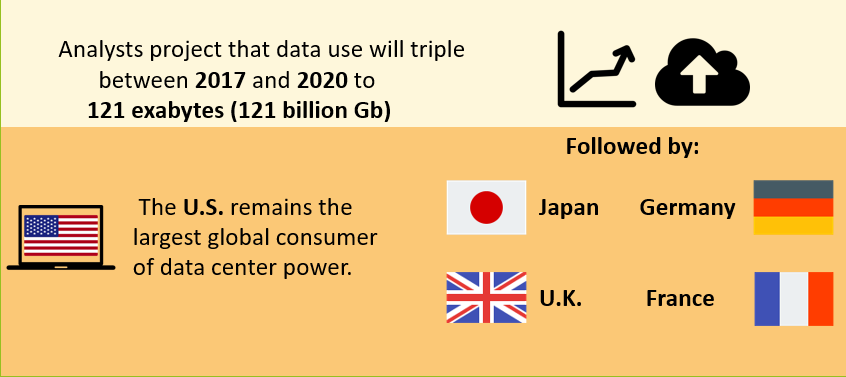 Analysts project that data use will triple
between 2017 and 2020 to
121 exabytes (121 billion Gb)
The U.S. remains the
largest global consumer
of data center power.
Followed by:
Japan
Germany
U.K.
France